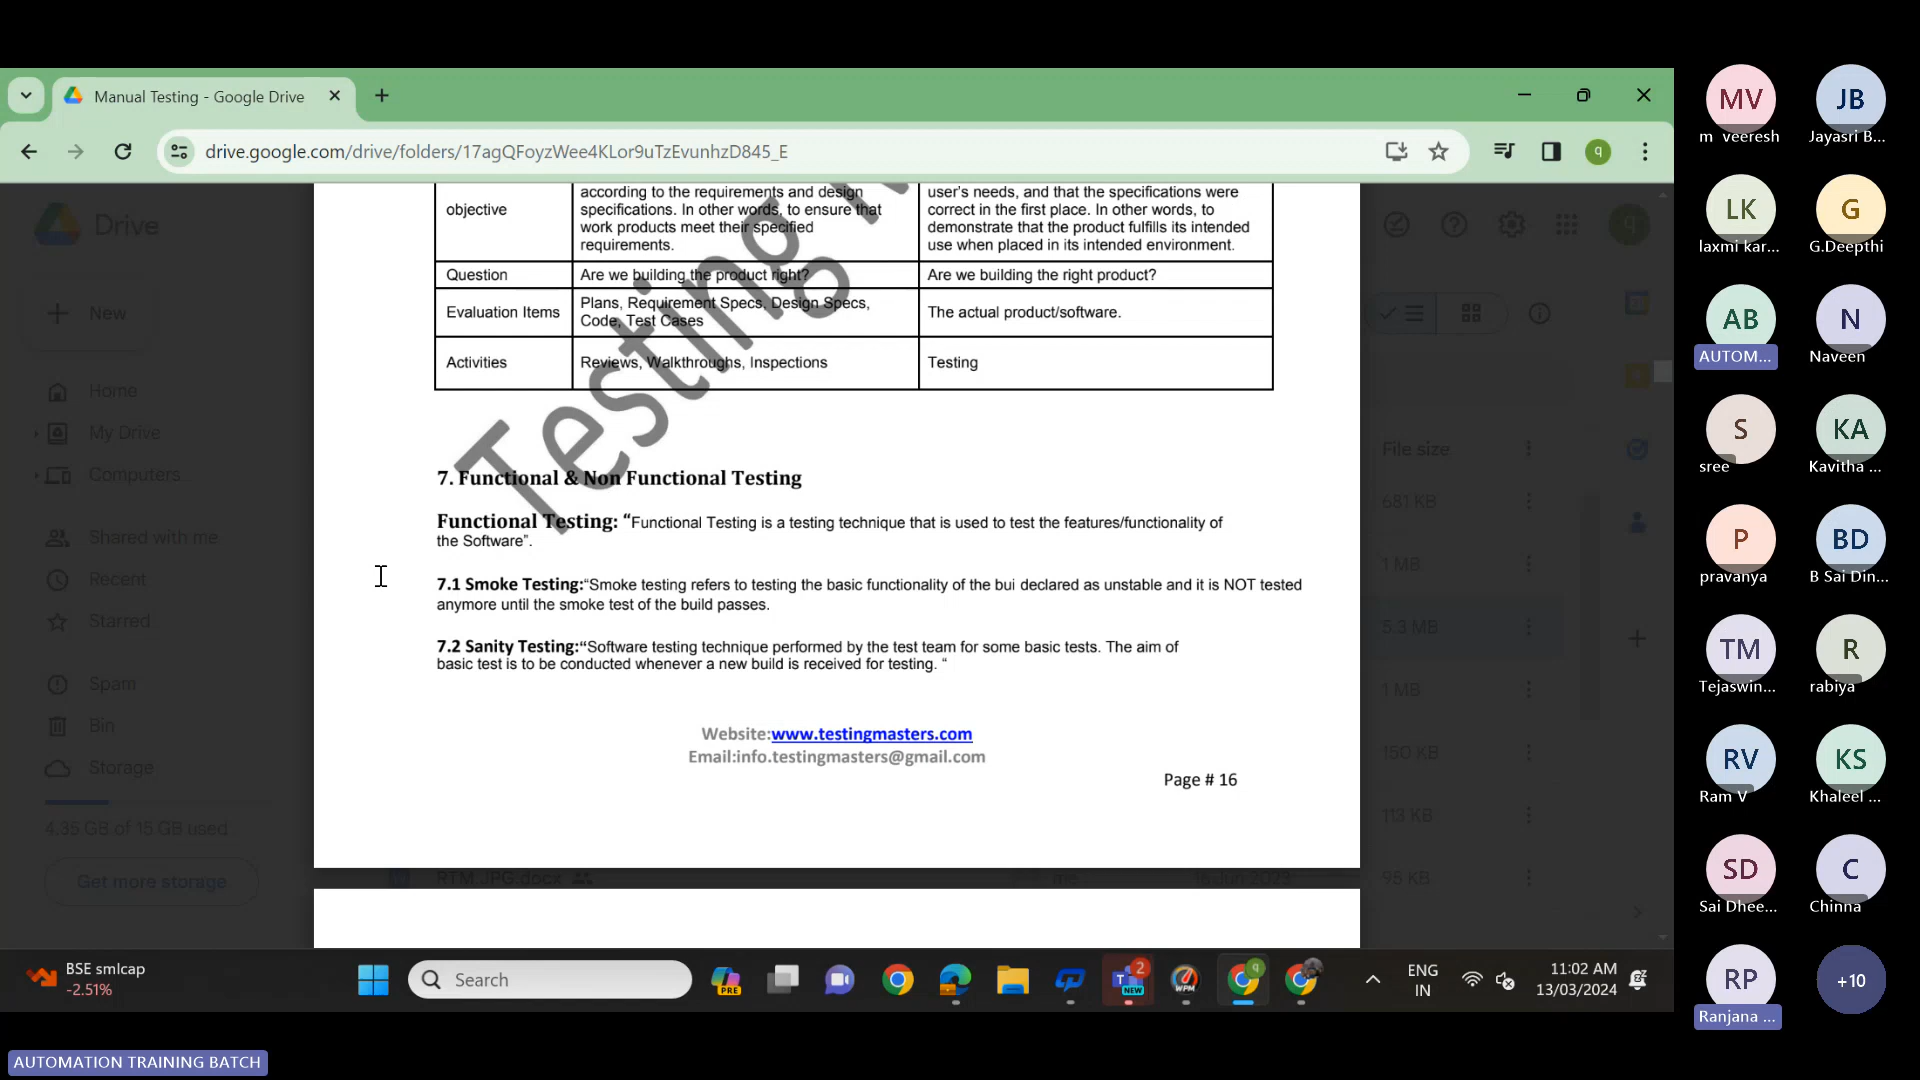 Manual Testing - Google Drive
drive.google.com/drive/folders/17agQFoyzWee4KLor9uTzEvunhzD845_E
q
Drive
New
Home
My Drive
Computers
Shared with me
Recent
Starred
Spam
Bin
Storage
4.35 GB of 15 GB used
Get more storage
according to the requirements and design
specifications. In other words, to ensure that
work products meet their specified
requirements.
objective
user's needs, and that the specifications were
correct in the first place. In other words, to
demonstrate that the product fulfills its intended
use when placed in its intended environment.
Question
Are we building the product right?
Are we building the right product?
Evaluation Items
Plans, Requirement Specs, Design Specs,
Code, Test Cases
The actual product/software.
Activities
Reviews, Walkthroughs, Inspections
Testing
Testing
7. Functional & Non Functional Testing
Functional Testing: “Functional Testing is a testing technique that is used to test the features/functionality of
the Software”.
7.1 Smoke Testing:“Smoke testing refers to testing the basic functionality of the bui declared as unstable and it is NOT tested
anymore until the smoke test of the build passes.
7.2 Sanity Testing:“Software testing technique performed by the test team for some basic tests. The aim of
basic test is to be conducted whenever a new build is received for testing. “
Website:www.testingmasters.com
Email:info.testingmasters@gmail.com
Page # 16
RTM JPG.docx
me
15 Jun 2023
File size
681 KB
1 MB
5.3 MB
1 MB
150 KB
113 KB
95 KB
q
BSE smlcap
-2.51%
Search
PRE
2
NEW
WPM
q
ENG
IN
11:02 AM
13/03/2024
MV
m veeresh
JB
Jayasri B...
LK
laxmi kar...
G
G.Deepthi
AB
AUTOM...
N
Naveen
S
sree
KA
Kavitha ...
P
pravanya
BD
B Sai Din...
TM
Tejaswin...
R
rabiya
RV
Ram V
KS
Khaleel ...
SD
Sai Dhee...
C
Chinna
RP
Ranjana ...
+10
AUTOMATION TRAINING BATCH